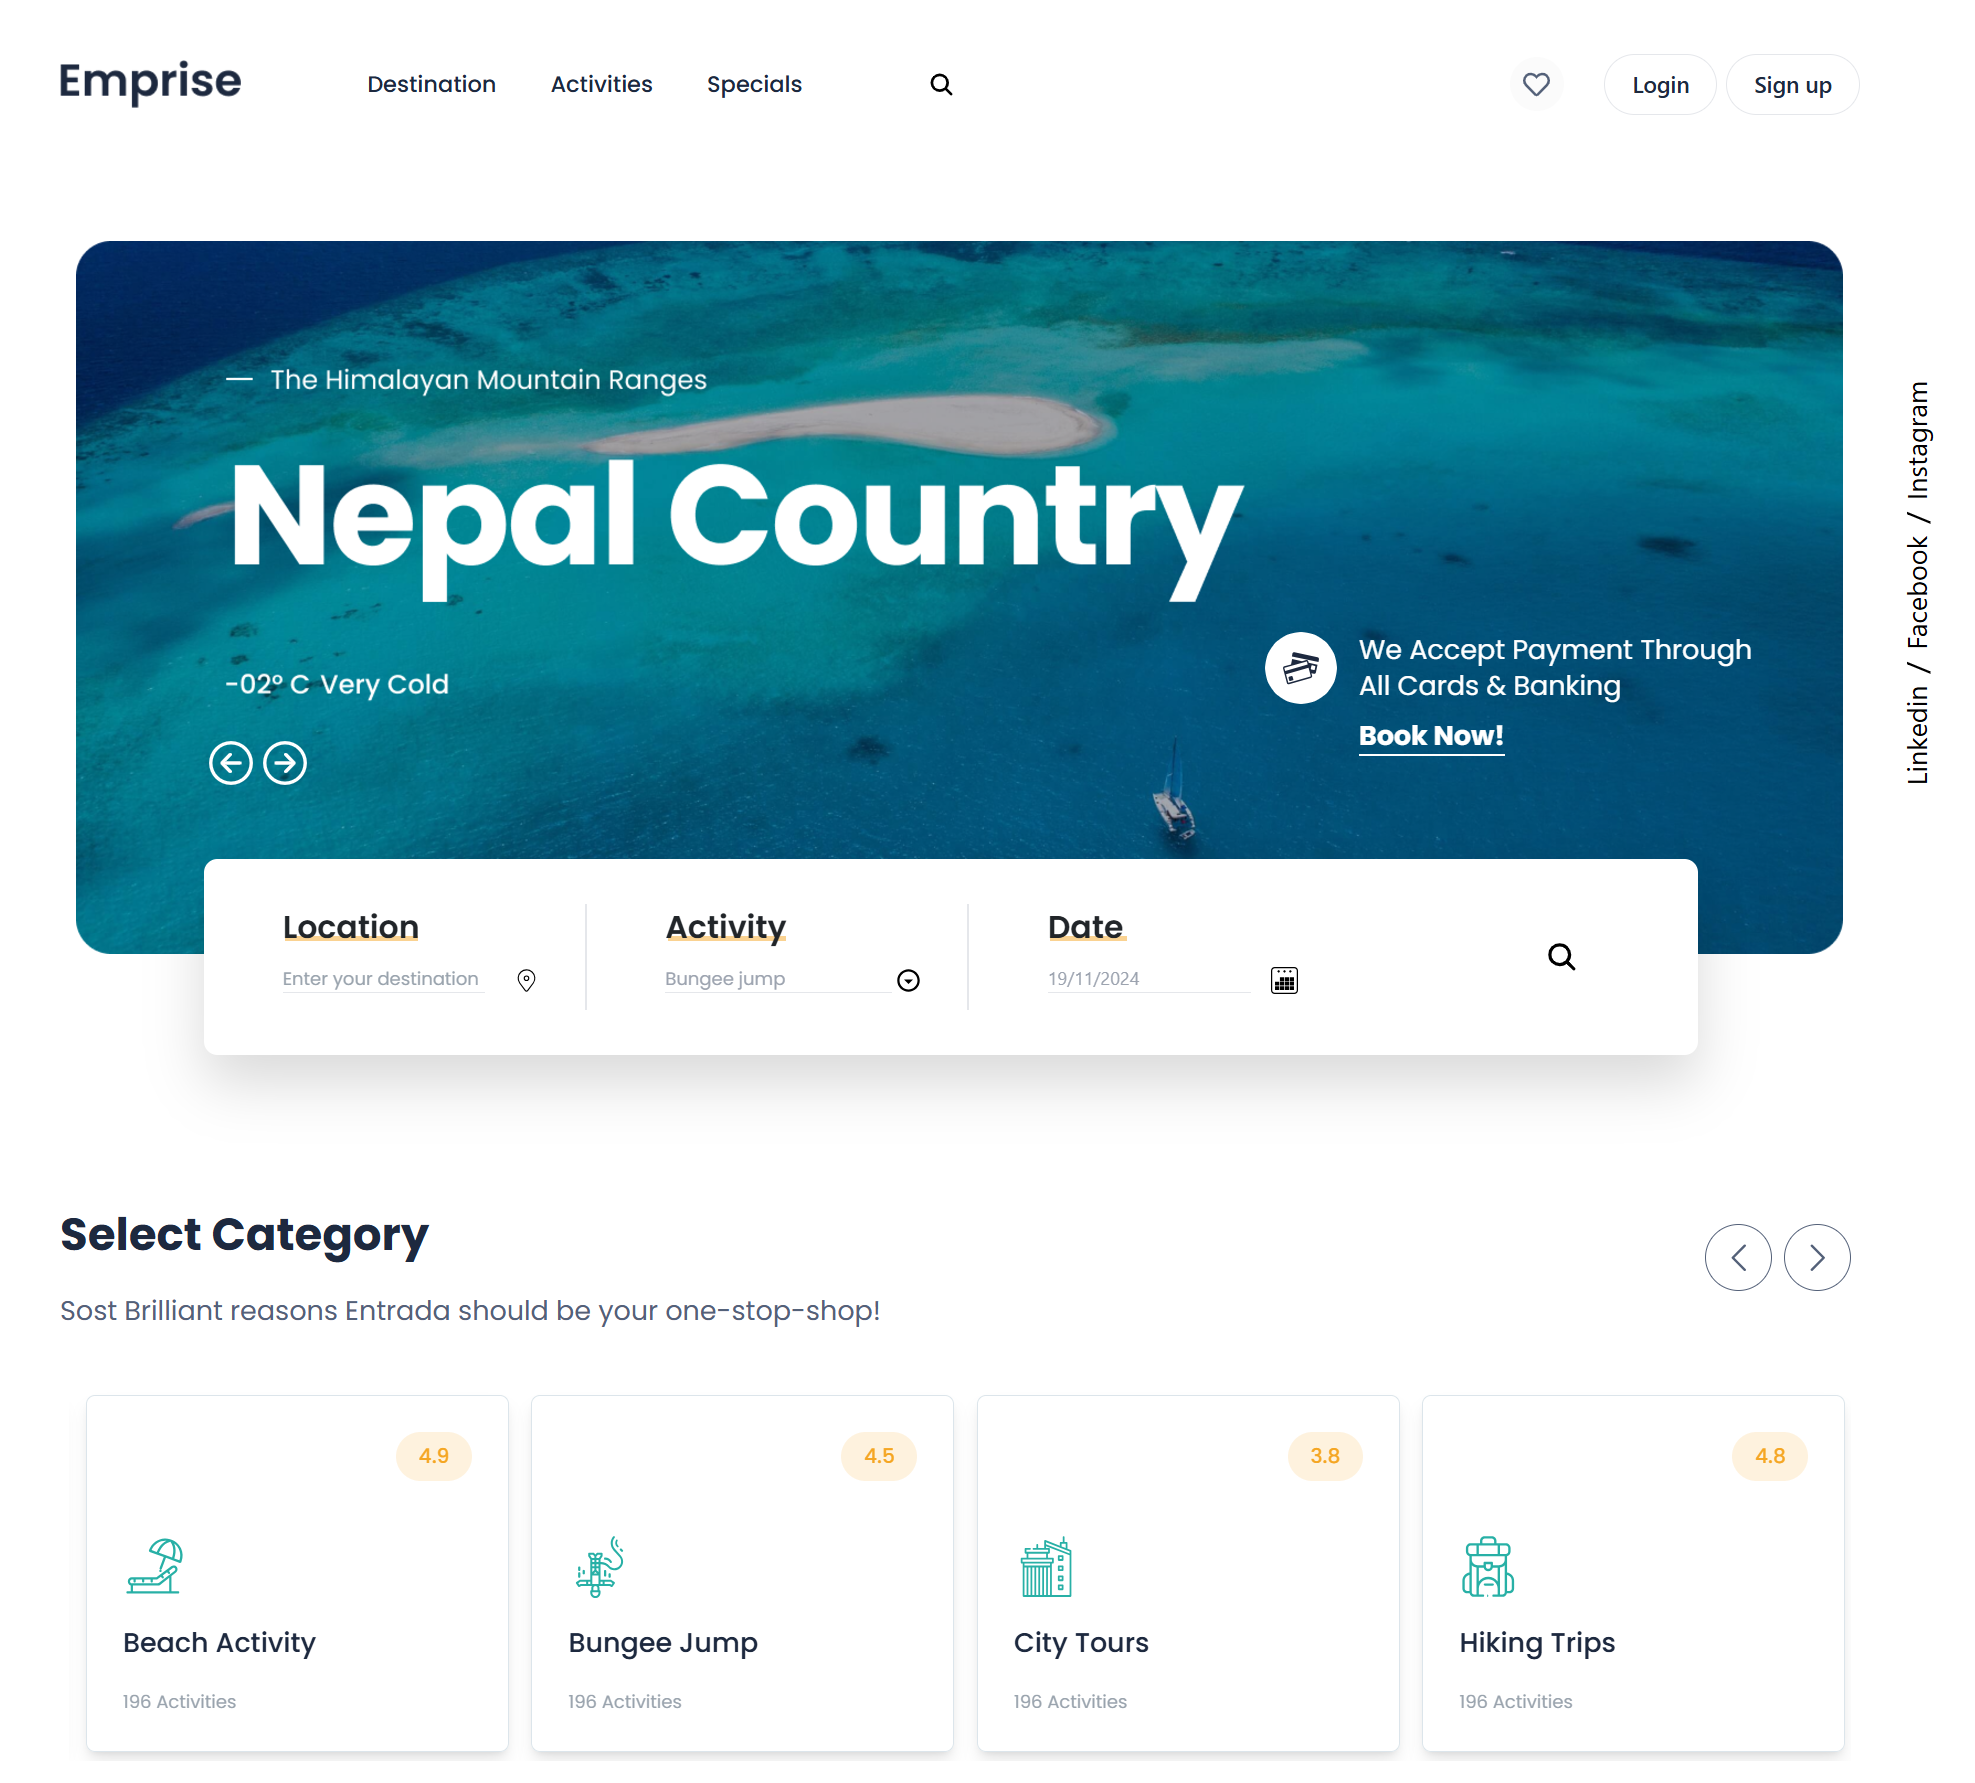 Emprise
Destination
Activities
Specials
Login
Sign up
The Himalayan Mountain Ranges
Nepal Country
-02° C Very Cold
We Accept Payment Through
All Cards & Banking
Book Now!
Linkedin / Facebook / Instagram
Location
Enter your destination
Activity
Bungee jump
Date
19/11/2024
Select Category
Sost Brilliant reasons Entrada should be your one-stop-shop!
4.9
Beach Activity
196 Activities
4.5
Bungee Jump
196 Activities
3.8
City Tours
196 Activities
4.8
Hiking Trips
196 Activities